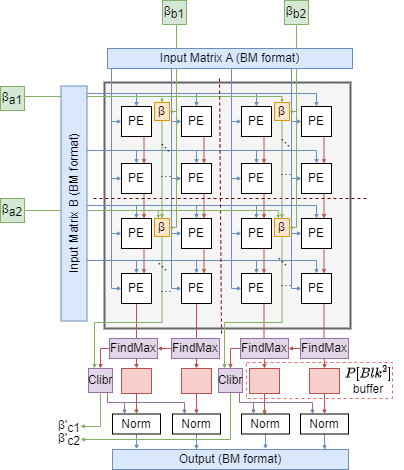 βb1
βb2
Input Matrix A (BM format)
βa1
βa2
Input Matrix B (BM format)
PE
β
PE
PE
β
PE
PE
PE
PE
PE
PE
β
PE
PE
β
PE
PE
PE
PE
PE
FindMax
FindMax
FindMax
FindMax
Clibr
Clibr
P[Blk²]
buffer
β'c1
β'c2
Norm
Norm
Norm
Norm
Output (BM format)